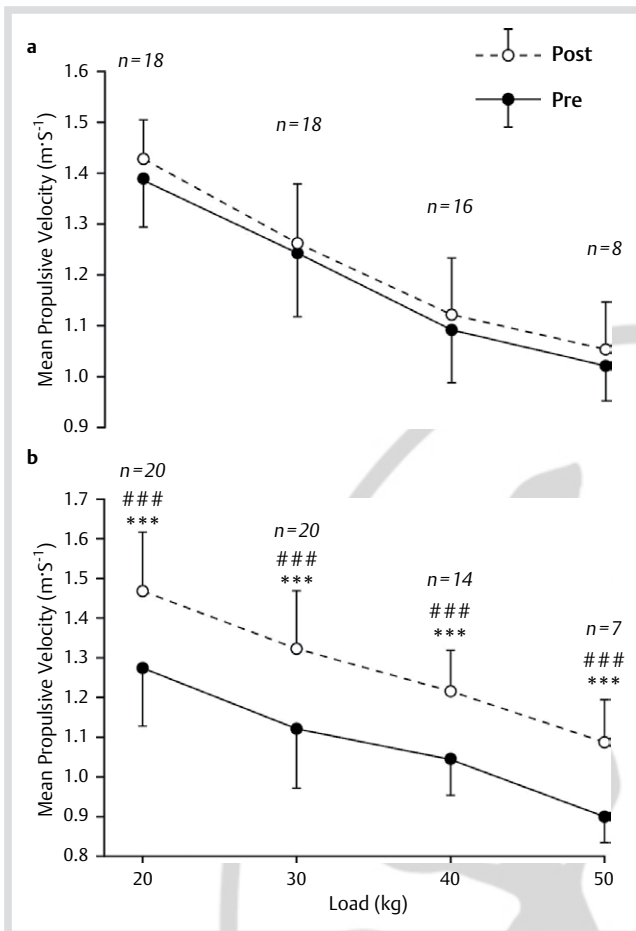 a
n=18
Post
Pre
n=18
n=16
n=8
1.6
1.5
1.4
1.3
1.2
1.1
1.0
0.9
Mean Propulsive Velocity (m·S⁻¹)
b
n=20
###
***
n=20
###
***
n=14
###
***
n=7
###
***
1.7
1.6
1.5
1.4
1.3
1.2
1.1
1.0
0.9
0.8
Mean Propulsive Velocity (m·S⁻¹)
20
30
40
50
Load (kg)